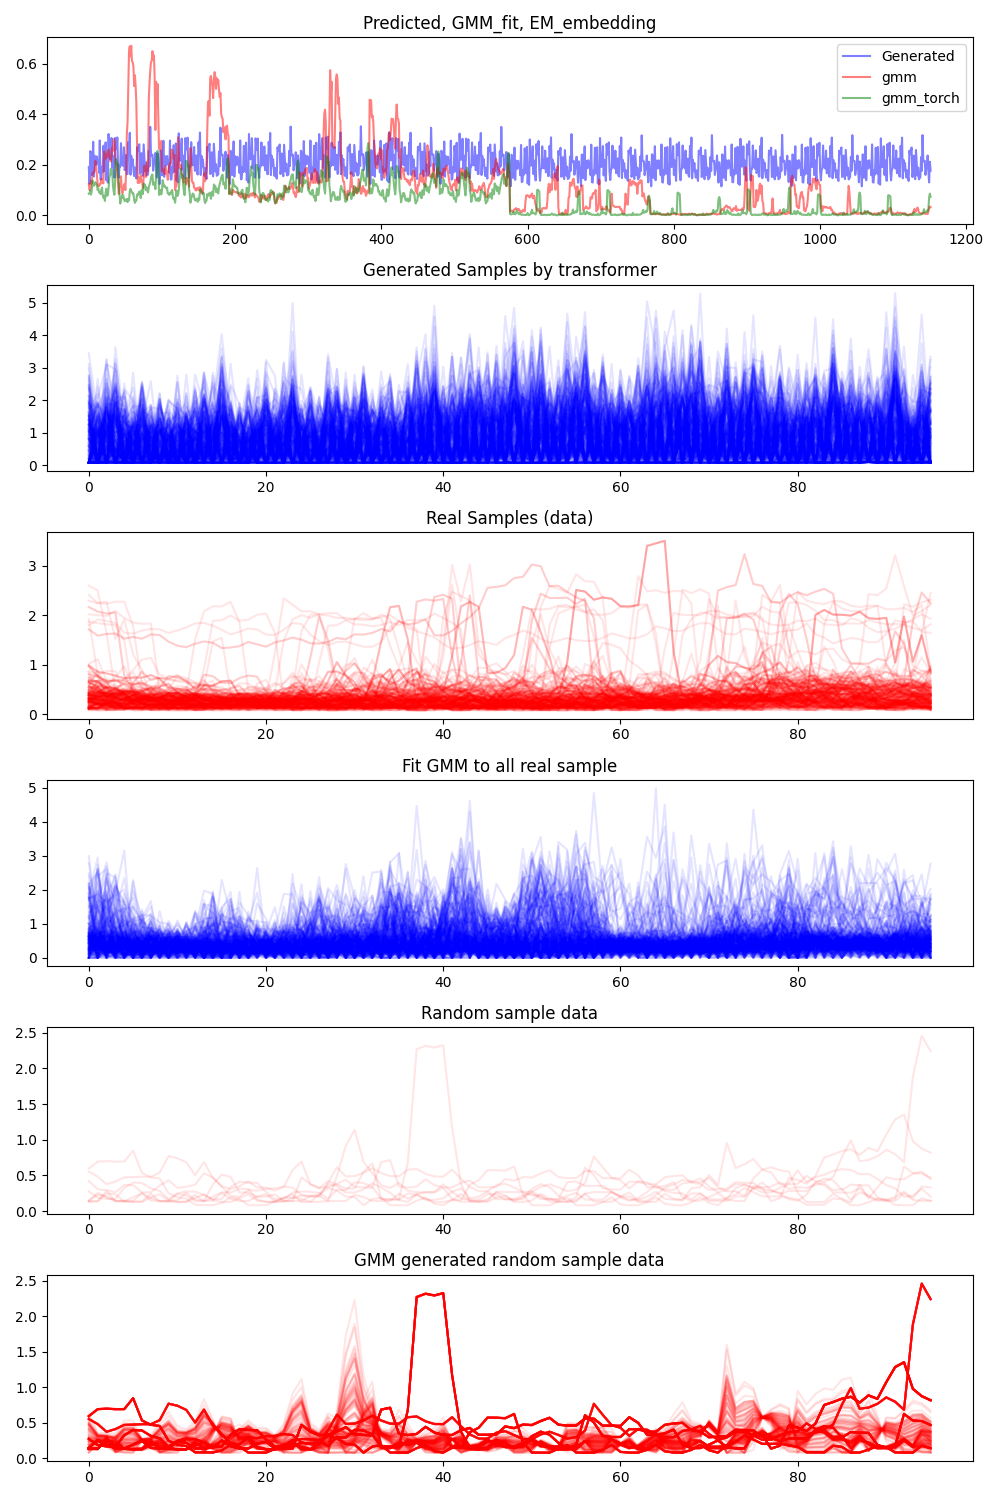 Predicted, GMM_fit, EM_embedding
Generated
gmm
gmm_torch
0.6
0.4
0.2
0.0
0 200 400 600 800 1000 1200
Generated Samples by transformer
5
4
3
2
1
0
0 20 40 60 80
Real Samples (data)
3
2
1
0
0 20 40 60 80
Fit GMM to all real sample
5
4
3
2
1
0
0 20 40 60 80
Random sample data
2.5
2.0
1.5
1.0
0.5
0.0
0 20 40 60 80
GMM generated random sample data
2.5
2.0
1.5
1.0
0.5
0.0
0 20 40 60 80